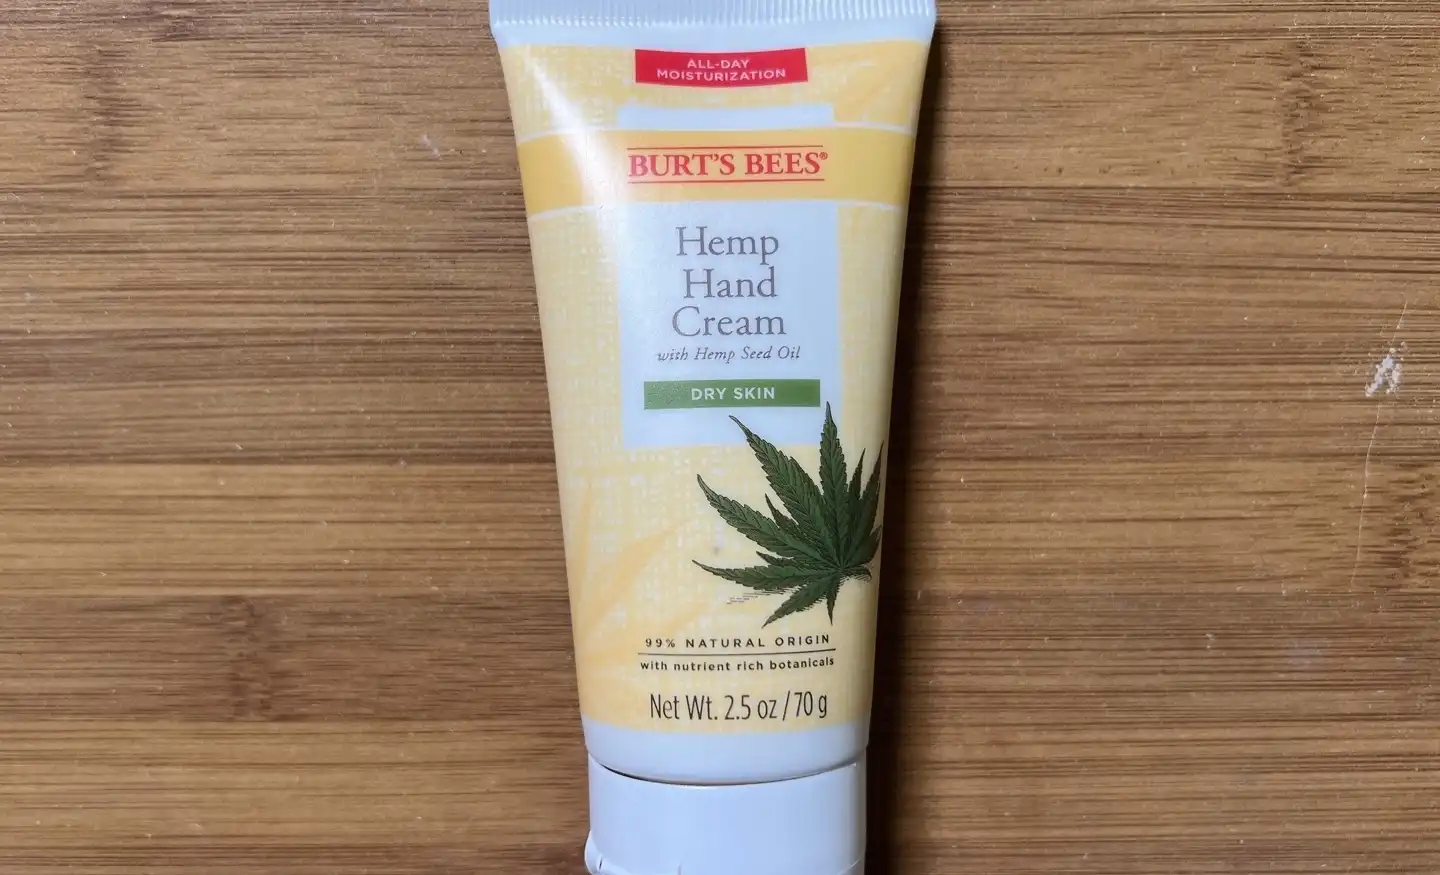 ALL-DAY
MOISTURIZATION
BURT'S BEES®
Hemp
Hand
Cream
with Hemp Seed Oil
DRY SKIN
99% NATURAL ORIGIN
with nutrient rich botanicals
Net Wt. 2.5 oz / 70 g